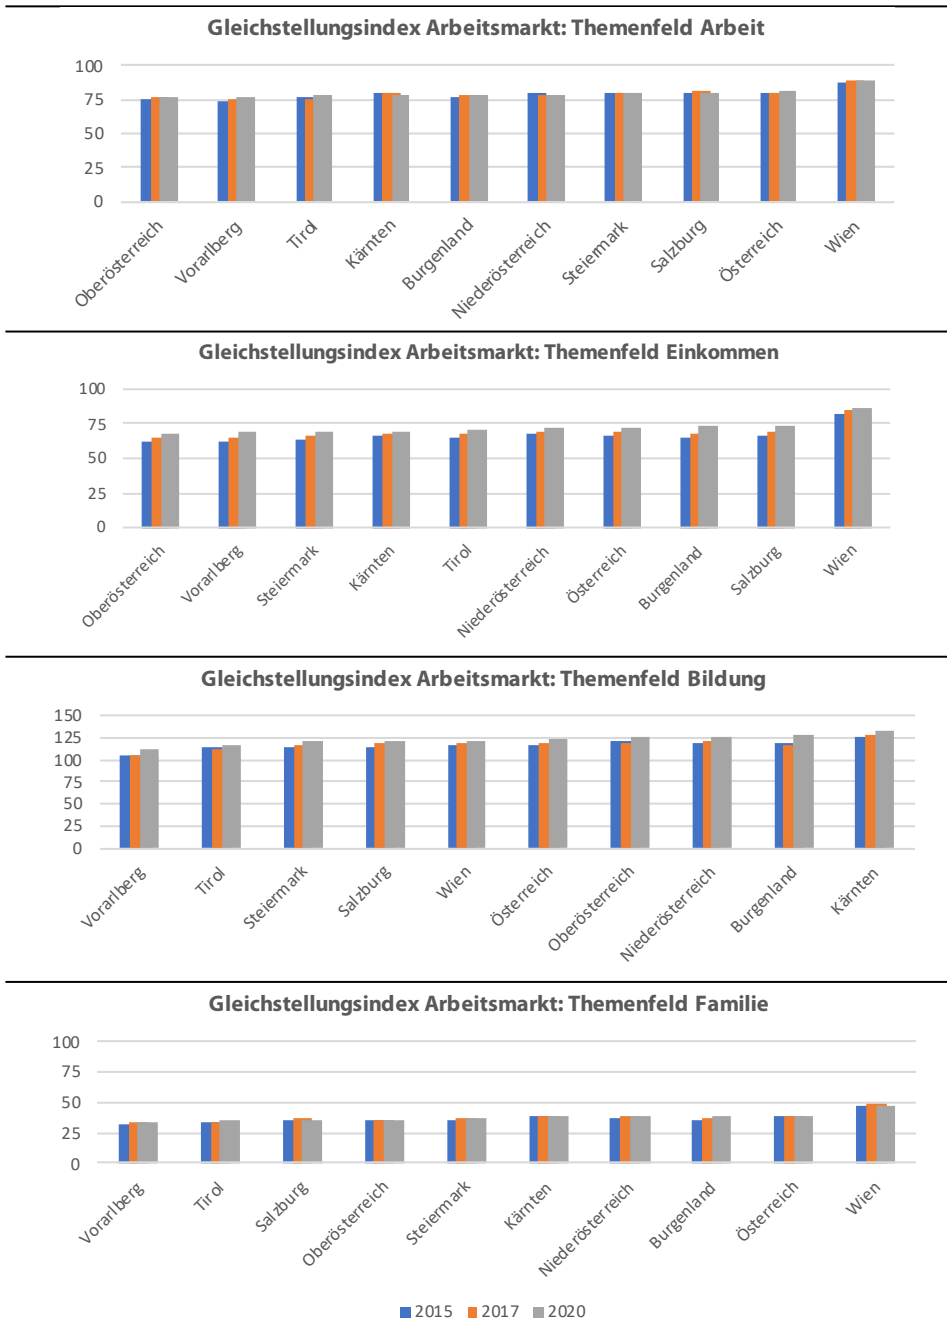 Gleichstellungsindex Arbeitsmarkt: Themenfeld Arbeit
100
75
50
25
0
Oberösterreich
Vorarlberg
Tirol
Kärnten
Burgenland
Niederösterreich
Steiermark
Salzburg
Österreich
Wien
Gleichstellungsindex Arbeitsmarkt: Themenfeld Einkommen
100
75
50
25
0
Oberösterreich
Vorarlberg
Steiermark
Kärnten
Tirol
Niederösterreich
Österreich
Burgenland
Salzburg
Wien
Gleichstellungsindex Arbeitsmarkt: Themenfeld Bildung
150
125
100
75
50
25
0
Vorarlberg
Tirol
Steiermark
Salzburg
Wien
Österreich
Oberösterreich
Niederösterreich
Burgenland
Kärnten
Gleichstellungsindex Arbeitsmarkt: Themenfeld Familie
100
75
50
25
0
Vorarlberg
Tirol
Salzburg
Oberösterreich
Steiermark
Kärnten
Niederösterreich
Burgenland
Österreich
Wien
2015 2017 2020